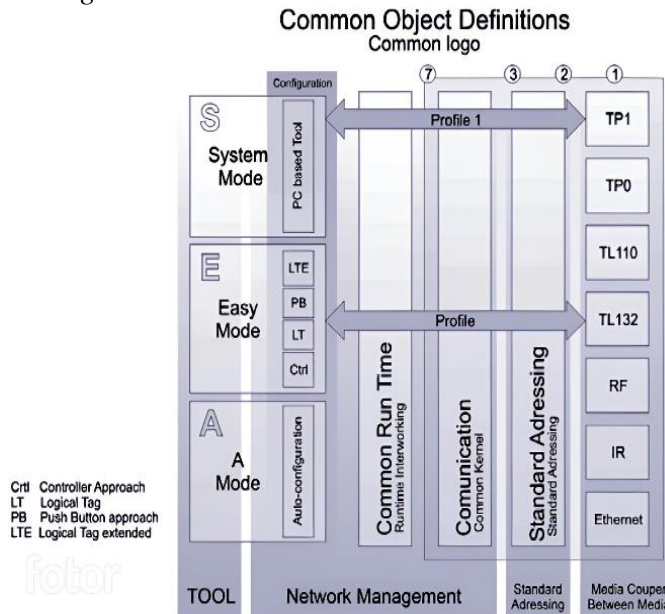 Common Object Definitions
Common logo
7
3
2
1
Configuration
S
System
Mode
PC based Tool
Profile 1
TP1
TP0
TL110
E
Easy
Mode
LTE
PB
LT
Ctrl
Profile
TL132
RF
IR
Ethernet
A
A
Mode
Auto-configuration
Common Run Time
Runtime Interworking
Comunication
Common Kernel
Standard Adressing
Standard Adressing
Crtl Controller Approach
LT Logical Tag
PB Push Button approach
LTE Logical Tag extended
fotor
TOOL
Network Management
Standard
Adressing
Media Couper
Between Media